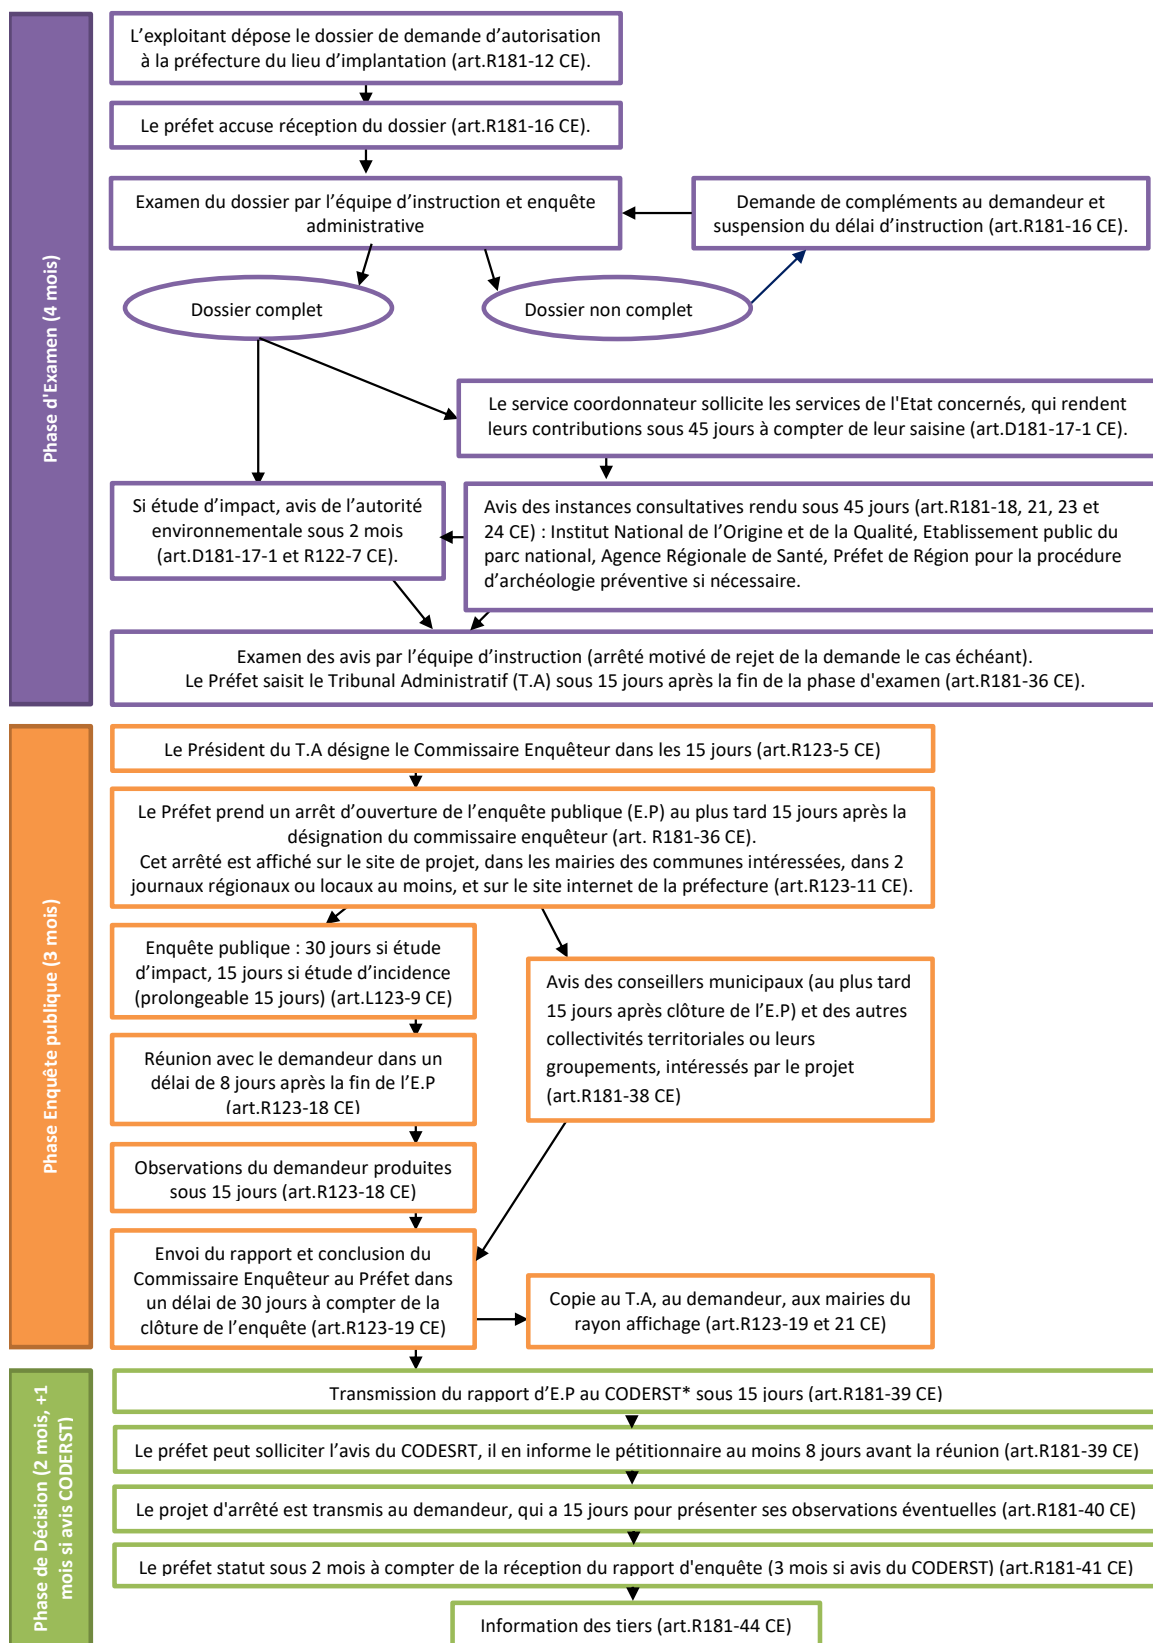 Phase d'Examen (4 mois)
L'exploitant dépose le dossier de demande d'autorisation
à la préfecture du lieu d'implantation (art.R181-12 CE).
Le préfet accuse réception du dossier (art.R181-16 CE).
Examen du dossier par l'équipe d'instruction et enquête
administrative
Demande de compléments au demandeur et
suspension du délai d'instruction (art.R181-16 CE).
Dossier complet
Dossier non complet
Le service coordonnateur sollicite les services de l'Etat concernés, qui rendent
leurs contributions sous 45 jours à compter de leur saisine (art.D181-17-1 CE).
Si étude d'impact, avis de l'autorité
environnementale sous 2 mois
(art.D181-17-1 et R122-7 CE).
Avis des instances consultatives rendu sous 45 jours (art.R181-18, 21, 23 et
24 CE) : Institut National de l'Origine et de la Qualité, Etablissement public du
parc national, Agence Régionale de Santé, Préfet de Région pour la procédure
d'archéologie préventive si nécessaire.
Examen des avis par l'équipe d'instruction (arrêté motivé de rejet de la demande le cas échéant).
Le Préfet saisit le Tribunal Administratif (T.A) sous 15 jours après la fin de la phase d'examen (art.R181-36 CE).
Phase Enquête publique (3 mois)
Le Président du T.A désigne le Commissaire Enquêteur dans les 15 jours (art.R123-5 CE)
Le Préfet prend un arrêt d'ouverture de l'enquête publique (E.P) au plus tard 15 jours après la
désignation du commissaire enquêteur (art. R181-36 CE).
Cet arrêté est affiché sur le site de projet, dans les mairies des communes intéressées, dans 2
journaux régionaux ou locaux au moins, et sur le site internet de la préfecture (art.R123-11 CE).
Enquête publique : 30 jours si étude
d'impact, 15 jours si étude d'incidence
(prolongeable 15 jours) (art.L123-9 CE)
Avis des conseillers municipaux (au plus tard
15 jours après clôture de l'E.P) et des autres
collectivités territoriales ou leurs
groupements, intéressés par le projet
(art.R181-38 CE)
Réunion avec le demandeur dans un
délai de 8 jours après la fin de l'E.P
(art.R123-18 CE)
Observations du demandeur produites
sous 15 jours (art.R123-18 CE)
Envoi du rapport et conclusion du
Commissaire Enquêteur au Préfet dans
un délai de 30 jours à compter de la
clôture de l'enquête (art.R123-19 CE)
Copie au T.A, au demandeur, aux mairies du
rayon affichage (art.R123-19 et 21 CE)
Phase de Décision (2 mois, +1
mois si avis CODERST)
Transmission du rapport d'E.P au CODERST* sous 15 jours (art.R181-39 CE)
Le préfet peut solliciter l'avis du CODESRT, il en informe le pétitionnaire au moins 8 jours avant la réunion (art.R181-39 CE)
Le projet d'arrêté est transmis au demandeur, qui a 15 jours pour présenter ses observations éventuelles (art.R181-40 CE)
Le préfet statut sous 2 mois à compter de la réception du rapport d'enquête (3 mois si avis du CODERST) (art.R181-41 CE)
Information des tiers (art.R181-44 CE)